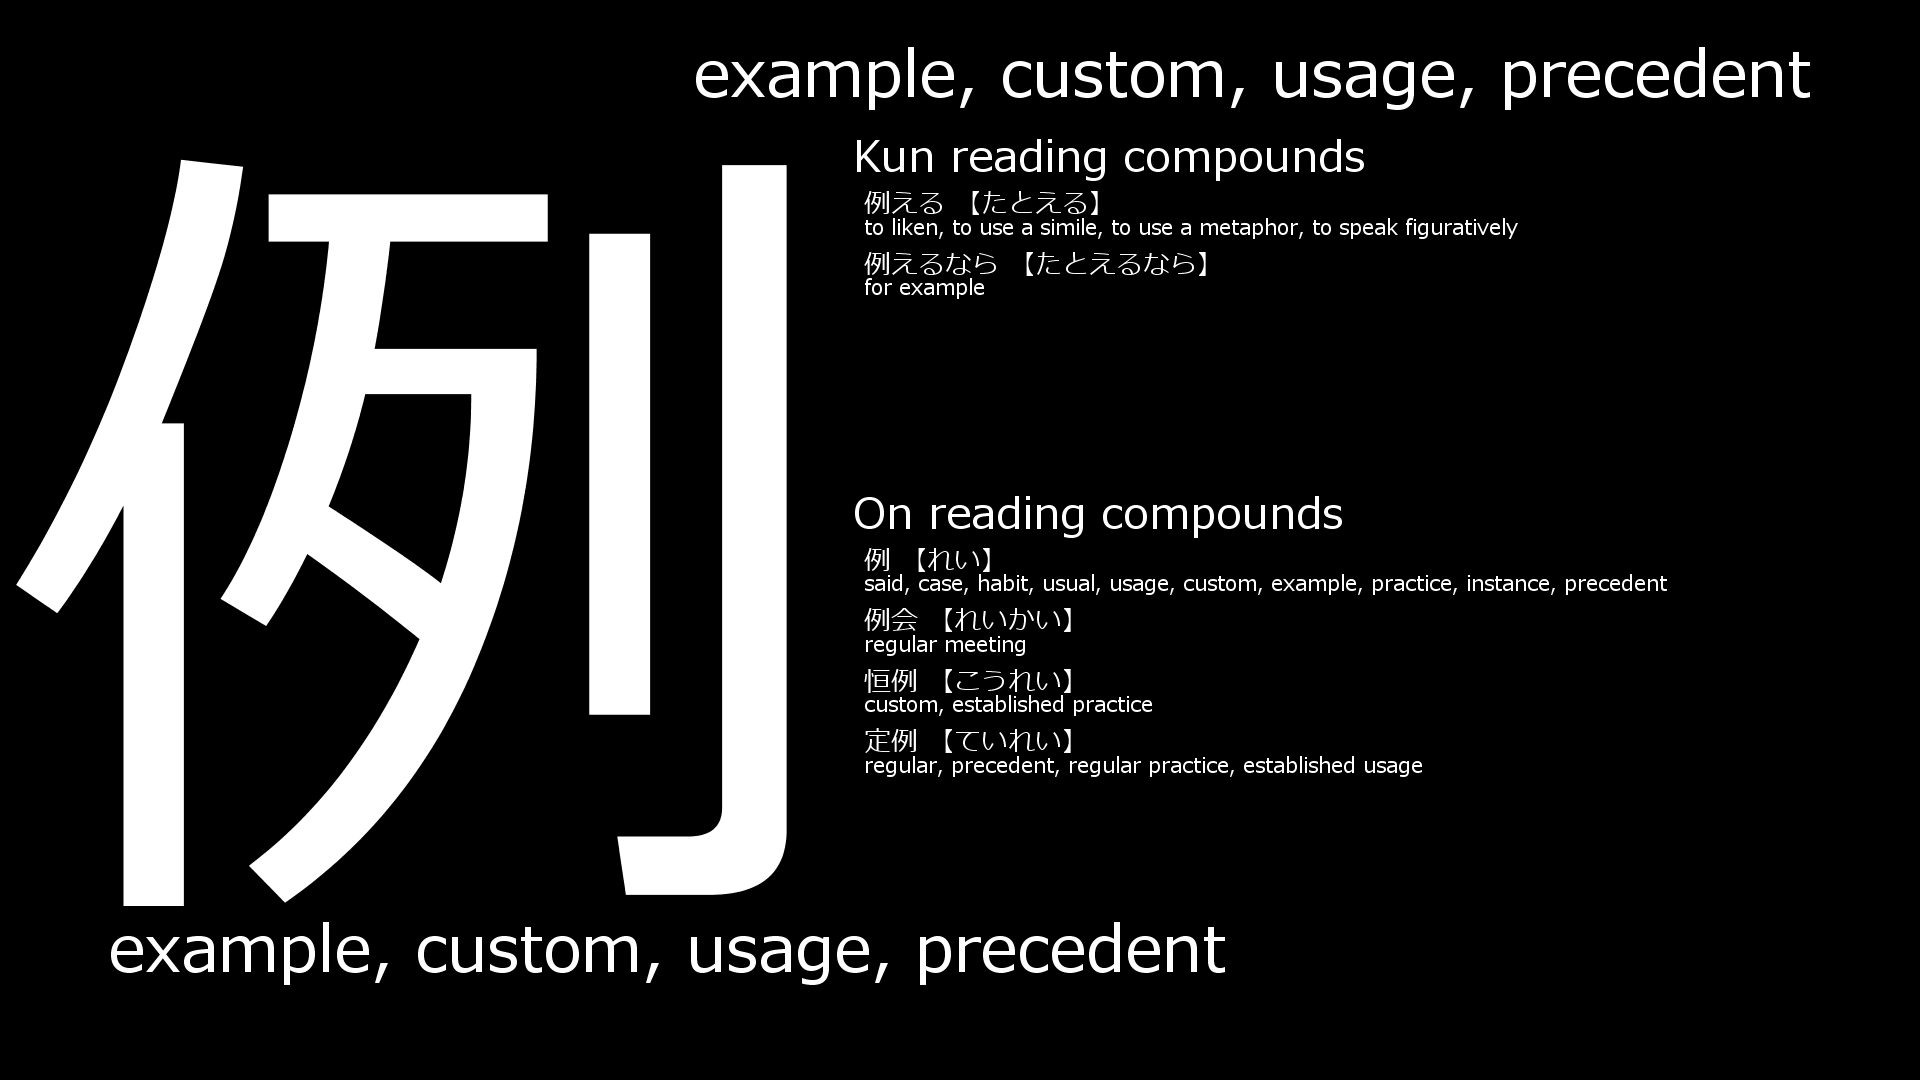 example, custom, usage, precedent
例
Kun reading compounds
例える 【たとえる】
to liken, to use a simile, to use a metaphor, to speak figuratively
例えるなら 【たとえるなら】
for example
On reading compounds
例 【れい】
said, case, habit, usual, usage, custom, example, practice, instance, precedent
例会 【れいかい】
regular meeting
恒例 【こうれい】
custom, established practice
定例 【ていれい】
regular, precedent, regular practice, established usage
example, custom, usage, precedent